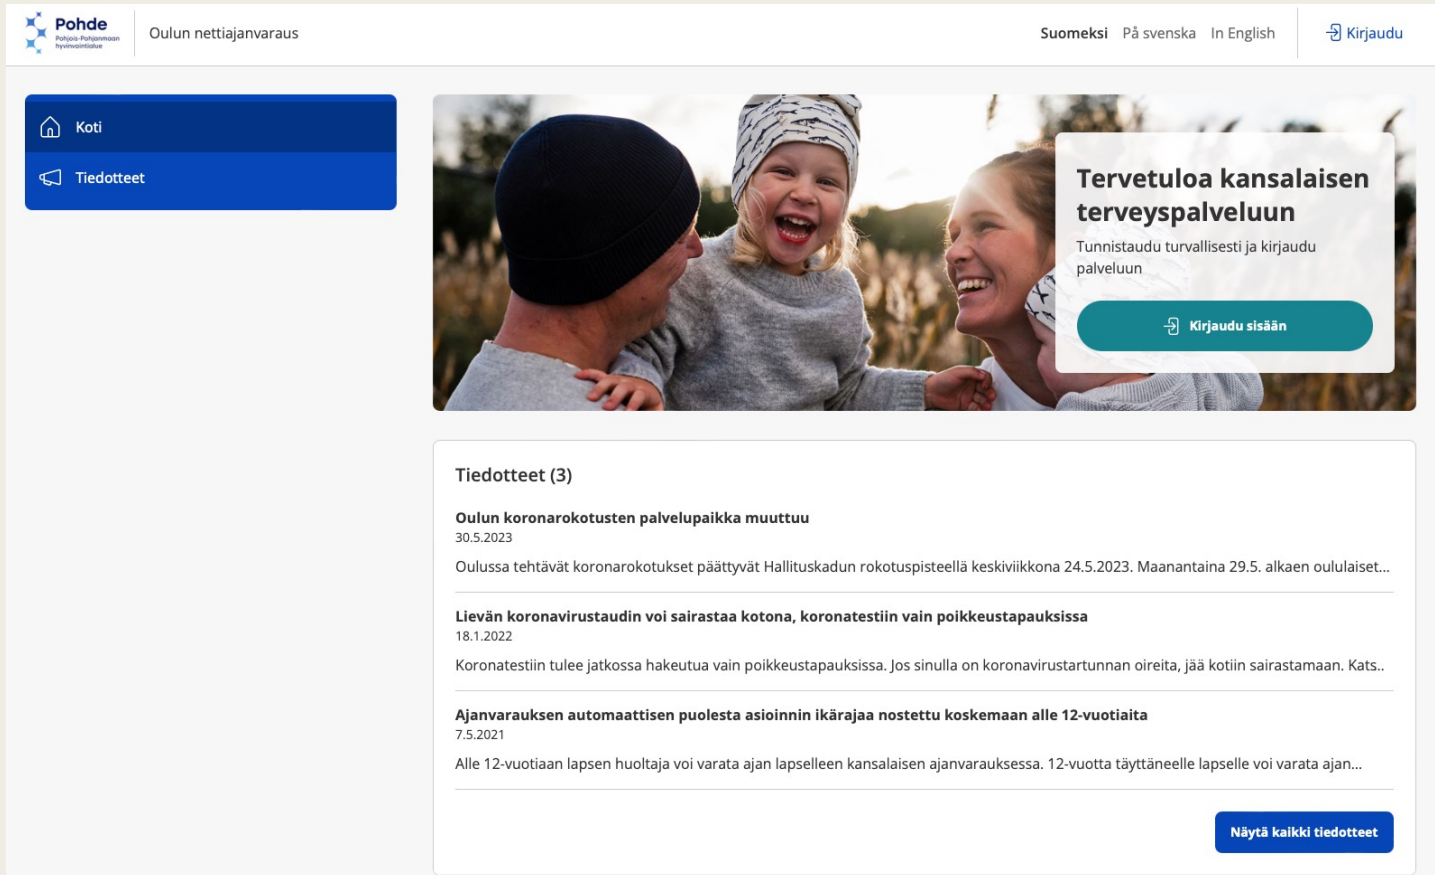 Pohde
Pohjois-Pohjanmaan
hyvinvointialue
Oulun nettiajanvaraus
Suomeksi
På svenska
In English
Kirjaudu
Koti
Tiedotteet
Tervetuloa kansalaisen
terveyspalveluun
Tunnistaudu turvallisesti ja kirjaudu
palveluun
Kirjaudu sisään
Tiedotteet (3)
Oulun koronarokotusten palvelupaikka muuttuu
30.5.2023
Oulussa tehtävät koronarokotukset päättyvät Hallituskadun rokotuspisteellä keskiviikkona 24.5.2023. Maanantaina 29.5. alkaen oululaiset...
Lievän koronavirustaudin voi sairastaa kotona, koronatestiin vain poikkeustapauksissa
18.1.2022
Koronatestiin tulee jatkossa hakeutua vain poikkeustapauksissa. Jos sinulla on koronavirustartunnan oireita, jää kotiin sairastamaan. Kats..
Ajanvarauksen automaattisen puolesta asioinnin ikärajaa nostettu koskemaan alle 12-vuotiaita
7.5.2021
Alle 12-vuotiaan lapsen huoltaja voi varata ajan lapselleen kansalaisen ajanvarauksessa. 12-vuotta täyttäneelle lapselle voi varata ajan...
Näytä kaikki tiedotteet